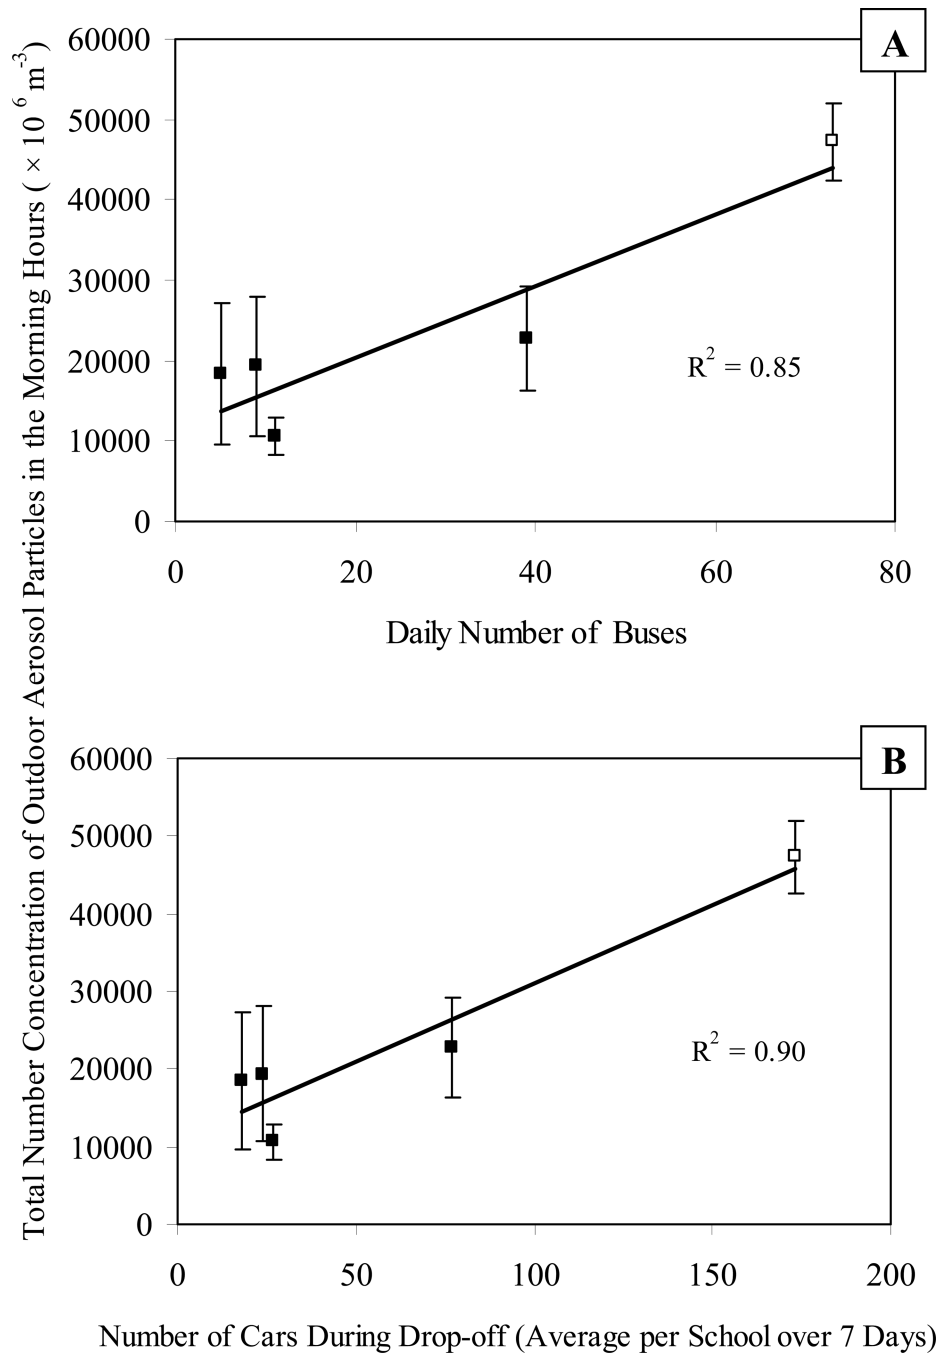 Total Number Concentration of Outdoor Aerosol Particles in the Morning Hours ( × 10⁶ m⁻³)
A
60000
50000
40000
30000
20000
10000
0
R² = 0.85
0 20 40 60 80
Daily Number of Buses
B
60000
50000
40000
30000
20000
10000
0
R² = 0.90
0 50 100 150 200
Number of Cars During Drop-off (Average per School over 7 Days)